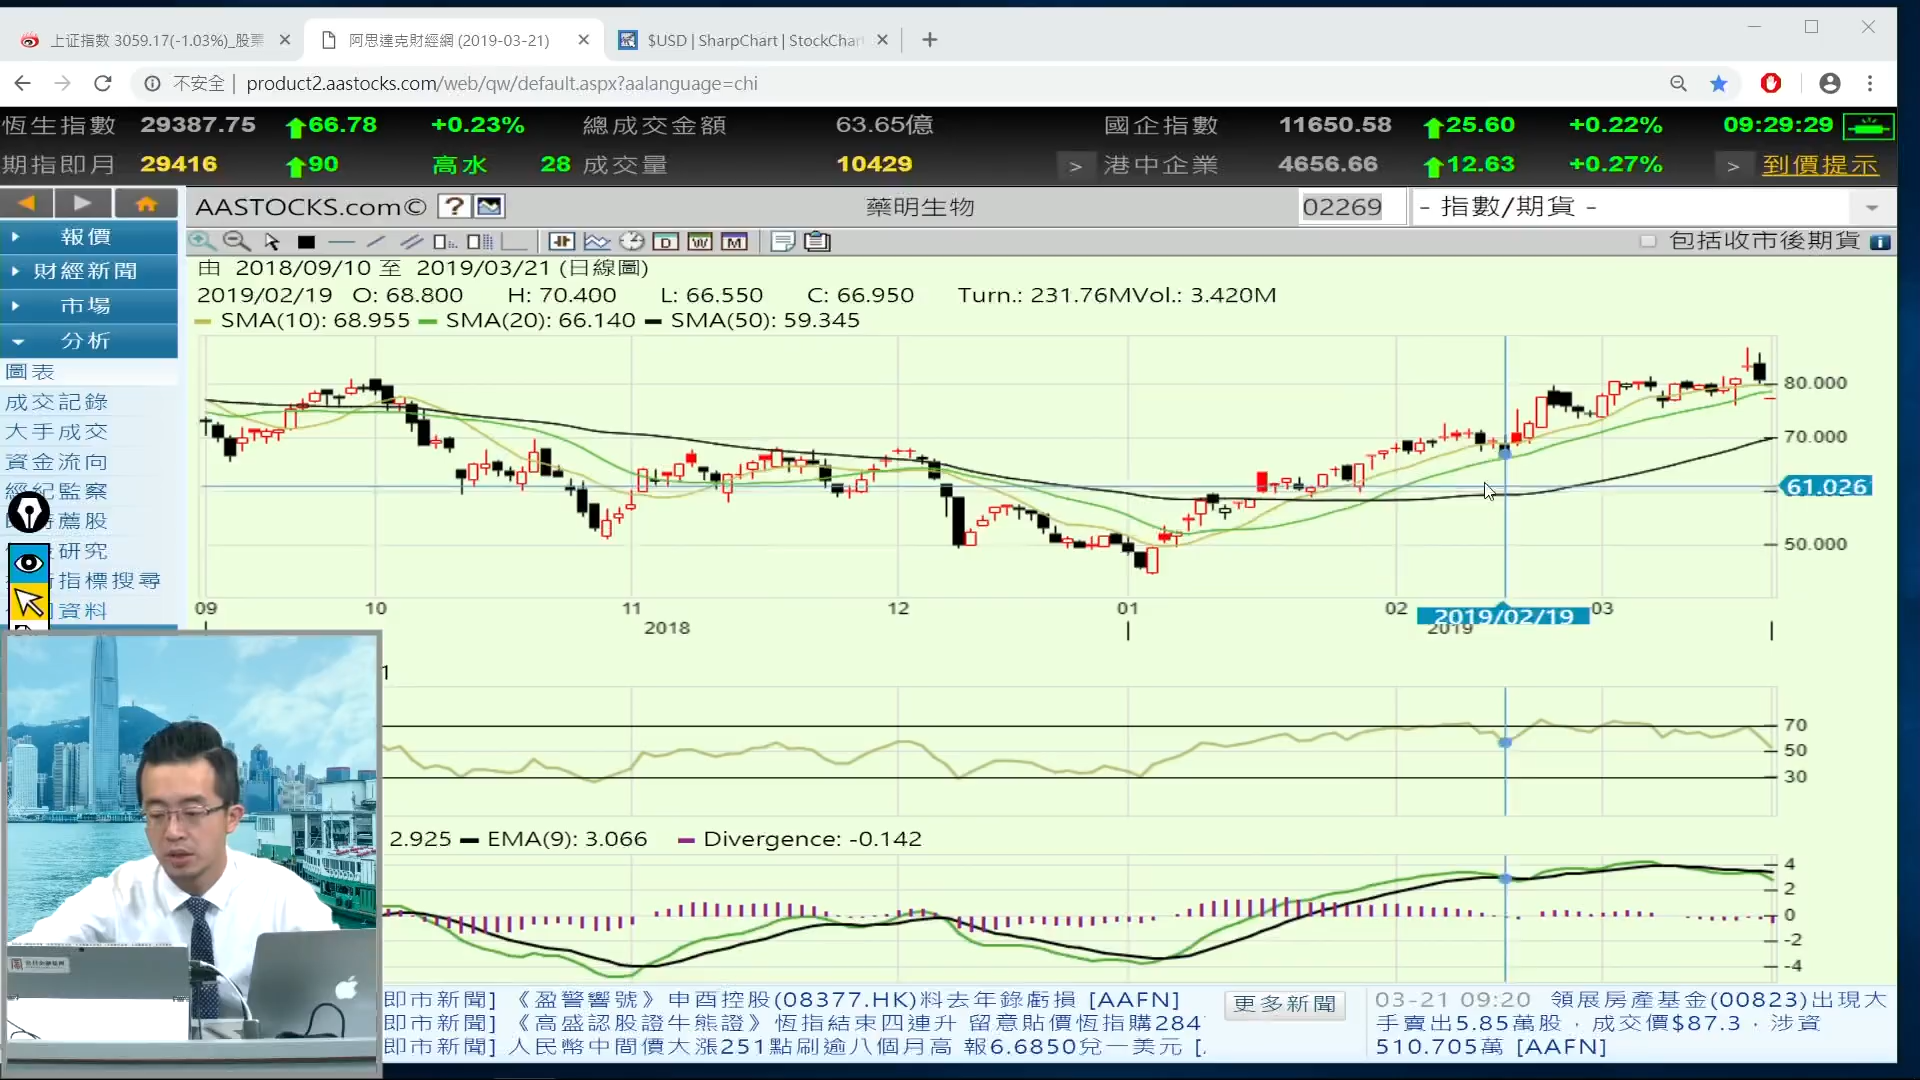 上证指数 3059.17(-1.03%)_股票
阿思達克財經網 (2019-03-21)
$USD | SharpChart | StockChar
不安全 | product2.aastocks.com/web/qw/default.aspx?aalanguage=chi
恆生指數 29387.75 66.78 +0.23% 總成交金額 63.65億 國企指數 11650.58 25.60 +0.22% 09:29:29
期指即月 29416 90 高水 28 成交量 10429 > 港中企業 4656.66 12.63 +0.27% > 到價提示
AASTOCKS.com© ? 藥明生物 02269 - 指數/期貨 -
D W M 包括收市後期貨 i
報價
財經新聞
市場
分析
圖表
成交記錄
大手成交
資金流向
經紀監察
薦股
研究
指標搜尋
資料
由 2018/09/10 至 2019/03/21 (日線圖)
2019/02/19 O: 68.800 H: 70.400 L: 66.550 C: 66.950 Turn.: 231.76MVol.: 3.420M
SMA(10): 68.955 SMA(20): 66.140 SMA(50): 59.345
80.000
70.000
61.026
50.000
09 10 11 12 01 02 2019/02/19 03
2018 2019
1
70
50
30
2.925 EMA(9): 3.066 Divergence: -0.142
4
2
0
-2
-4
即市新聞] 《盈警響號》申酉控股(08377.HK)料去年錄虧損 [AAFN]
即市新聞] 《高盛認股證牛熊證》恆指結束四連升 留意貼價恆指購284
即市新聞] 人民幣中間價大漲251點刷逾八個月高 報6.6850兌一美元 [
更多新聞
03-21 09:20 領展房產基金(00823)出現大
手賣出5.85萬股，成交價$87.3，涉資
510.705萬 [AAFN]